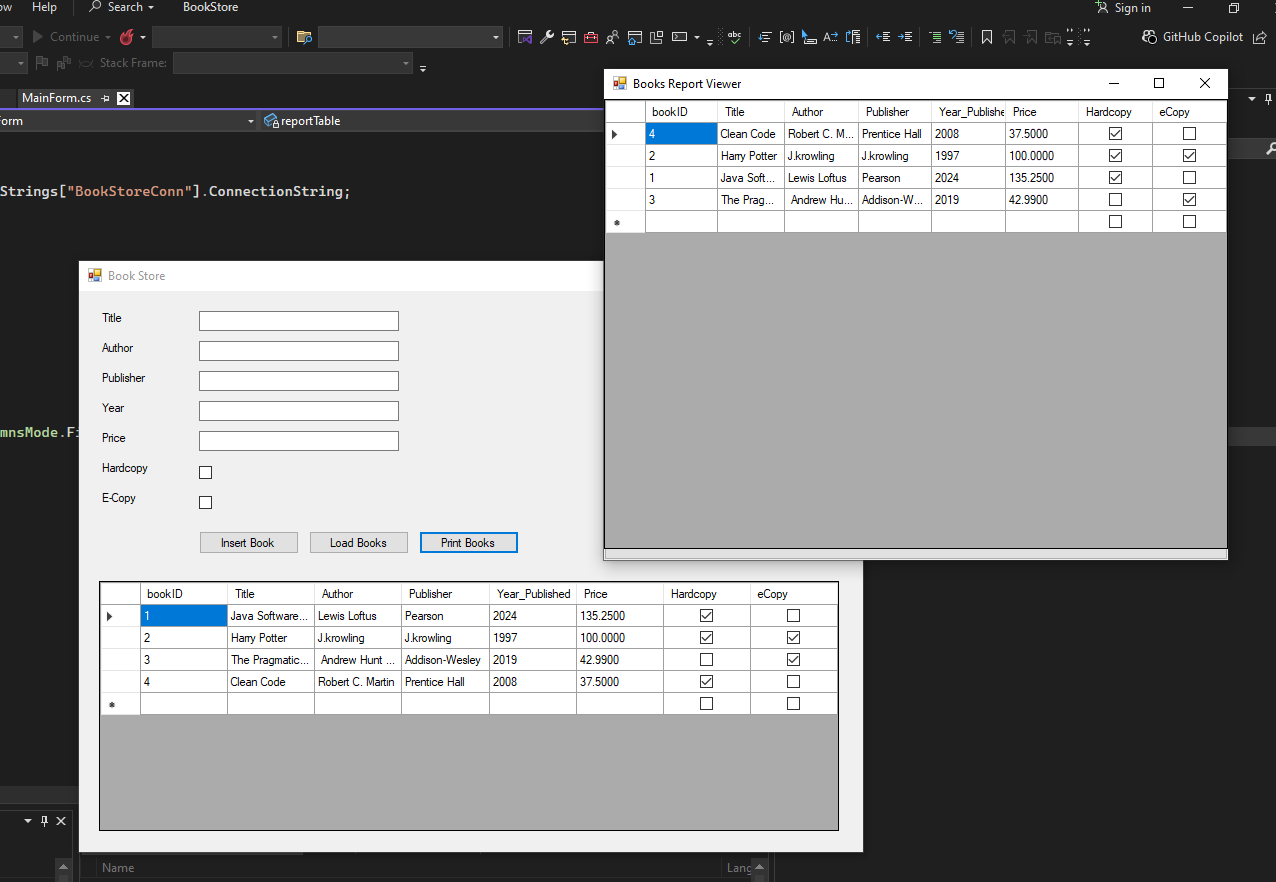 Help Search BookStore Sign in
Continue GitHub Copilot
Stack Frame:
MainForm.cs
reportTable
Strings["BookStoreConn"].ConnectionString;
Books Report Viewer
bookID Title Author Publisher Year_Publishe Price Hardcopy eCopy
4 Clean Code Robert C. M... Prentice Hall 2008 37.5000
2 Harry Potter J.krowling J.krowling 1997 100.0000
1 Java Soft... Lewis Loftus Pearson 2024 135.2500
3 The Prag... Andrew Hu... Addison-W... 2019 42.9900
Book Store
Title
Author
Publisher
Year
mnsMode.Fi
Price
Hardcopy
E-Copy
Insert Book Load Books Print Books
bookID Title Author Publisher Year_Published Price Hardcopy eCopy
1 Java Software... Lewis Loftus Pearson 2024 135.2500
2 Harry Potter J.krowling J.krowling 1997 100.0000
3 The Pragmatic... Andrew Hunt ... Addison-Wesley 2019 42.9900
4 Clean Code Robert C. Martin Prentice Hall 2008 37.5000
Name Lang